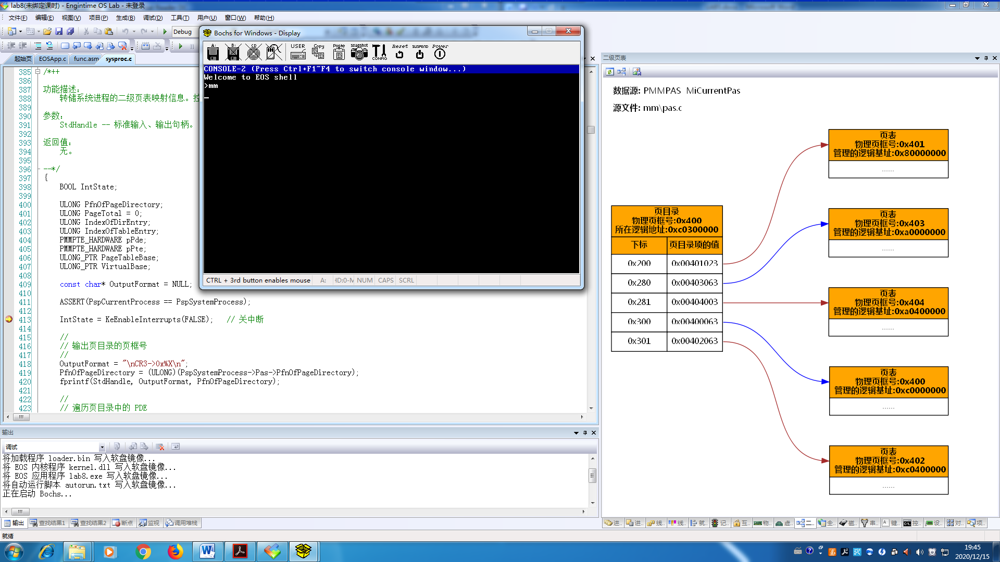 lab8(未绑定课时) - Engintime OS Lab - 未登录
文件(F) 编辑(E) 视图(V) 项目(P) 生成(B) 调试(D) 工具(T) 用户(U) 窗口(W) 帮助(H)
Debug
起始页 EOSApp.c func.asm sysproc.c
385 /*++
386
387 功能描述:
388 转储系统进程的二级页表映射信息。
389
390 参数:
391 StdHandle -- 标准输入、输出句柄。
392
393 返回值:
394 无。
395
396 --*/
397 {
398 BOOL IntState;
399
400 ULONG PfnOfPageDirectory;
401 ULONG PageTotal = 0;
402 ULONG IndexOfDirEntry;
403 ULONG IndexOfTableEntry;
404 PMMPTE_HARDWARE pPde;
405 PMMPTE_HARDWARE pPte;
406 ULONG_PTR PageTableBase;
407 ULONG_PTR VirtualBase;
408
409 const char* OutputFormat = NULL;
410
411 ASSERT(PspCurrentProcess == PspSystemProcess);
412
413 IntState = KeEnableInterrupts(FALSE); // 关中断
414
415 //
416 // 输出页目录的页框号
417 //
418 OutputFormat = "\nCR3->0x%X\n";
419 PfnOfPageDirectory = (ULONG)(PspSystemProcess->Pas->PfnOfPageDirectory);
420 fprintf(StdHandle, OutputFormat, PfnOfPageDirectory);
421
422 //
423 // 遍历页目录中的 PDE
Bochs for Windows - Display
A: B: CD USER Copy Paste snapshot CONFIG Reset SUSPEND Power
CONSOLE-2 (Press Ctrl+F1~F4 to switch console window...)
Welcome to EOS shell
>mm
CTRL + 3rd button enables mouse A: HD:0-M NUM CAPS SCRL
二级页表
数据源: PMMPAS MiCurrentPas
源文件: mm\pas.c
页目录
物理页框号:0x400
所在逻辑地址:0xc0300000
下标 页目录项的值
0x200 0x00401023
0x280 0x00403063
0x281 0x00404003
0x300 0x00400063
0x301 0x00402063
页表
物理页框号:0x401
管理的逻辑基址:0x80000000
......
页表
物理页框号:0x403
管理的逻辑基址:0xa0000000
......
页表
物理页框号:0x404
管理的逻辑基址:0xa0400000
......
页表
物理页框号:0x400
管理的逻辑基址:0xc0000000
......
页表
物理页框号:0x402
管理的逻辑基址:0xc0400000
......
输出
调试
将加载程序 loader.bin 写入软盘镜像...
将 EOS 内核程序 kernel.dll 写入软盘镜像...
将 EOS 应用程序 lab8.exe 写入软盘镜像...
将自动运行脚本 autorun.txt 写入软盘镜像...
正在启动 Bochs...
输出 查找结果1 查找结果2 断点 监视 调用堆栈
进.. 进.. 线.. 线.. 就.. 记.. 互.. 物.. 虚.. 二.. 全.. 磁.. 串.. 键.. 控.. 设.. 对.. 项..
就绪
19:45
2020/12/15